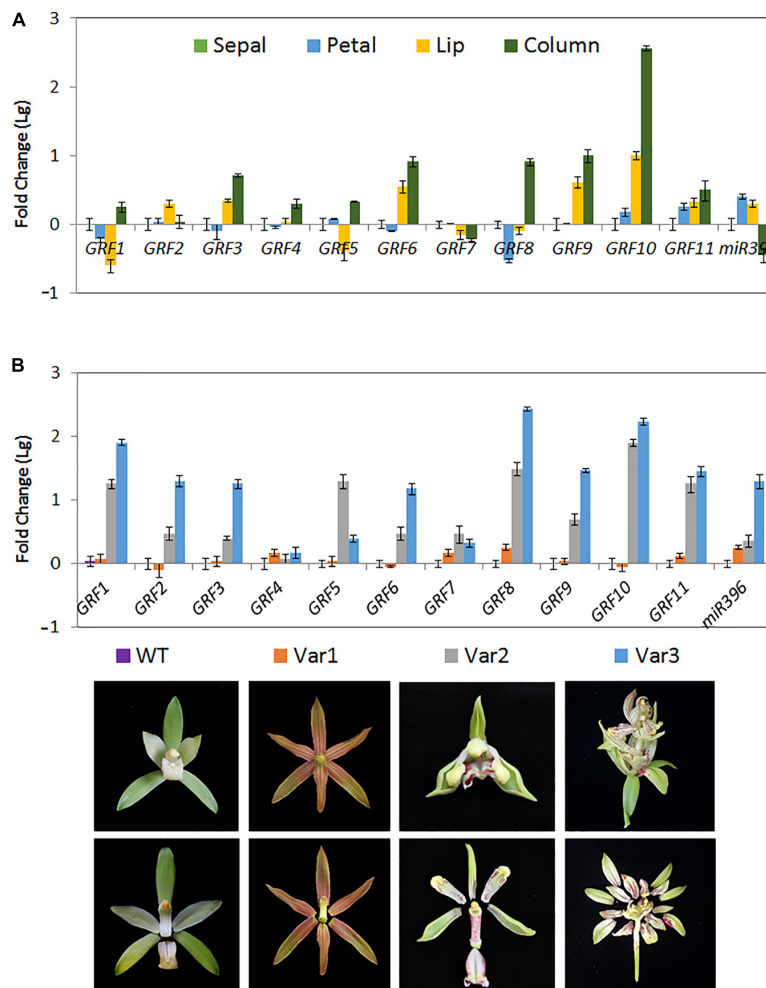 A
Fold Change (Lg)
3
2
1
0
−1
Sepal Petal Lip Column
GRF1 GRF2 GRF3 GRF4 GRF5 GRF6 GRF7 GRF8 GRF9 GRF10 GRF11 miR39
B
Fold Change (Lg)
3
2
1
0
−1
GRF1 GRF2 GRF3 GRF4 GRF5 GRF6 GRF7 GRF8 GRF9 GRF10 GRF11 miR396
WT Var1 Var2 Var3